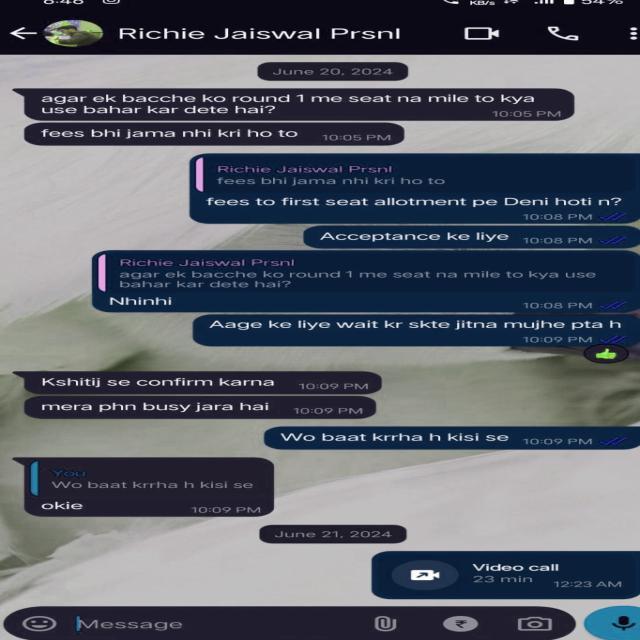 8:48
KB/s
54%
Richie Jaiswal Prsnl
June 20, 2024
agar ek bacche ko round 1 me seat na mile to kya
use bahar kar dete hai?
10:05 PM
fees bhi jama nhi kri ho to 10:05 PM
Richie Jaiswal Prsnl
fees bhi jama nhi kri ho to
fees to first seat allotment pe Deni hoti n?
10:08 PM
Acceptance ke liye 10:08 PM
Richie Jaiswal Prsnl
agar ek bacche ko round 1 me seat na mile to kya use
bahar kar dete hai?
Nhinhi
10:08 PM
Aage ke liye wait kr skte jitna mujhe pta h
10:09 PM
Kshitij se confirm karna 10:09 PM
mera phn busy jara hai 10:09 PM
Wo baat krrha h kisi se 10:09 PM
You
Wo baat krrha h kisi se
okie 10:09 PM
June 21, 2024
Video call
23 min 12:23 AM
Message